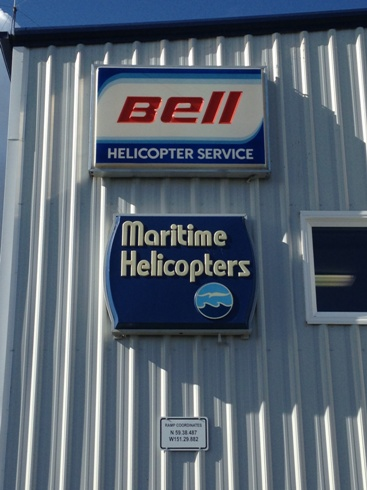 Bell
HELICOPTER SERVICE
Maritime
Helicopters
RAMP COORDINATES
N 59.38.487
W151.29.882